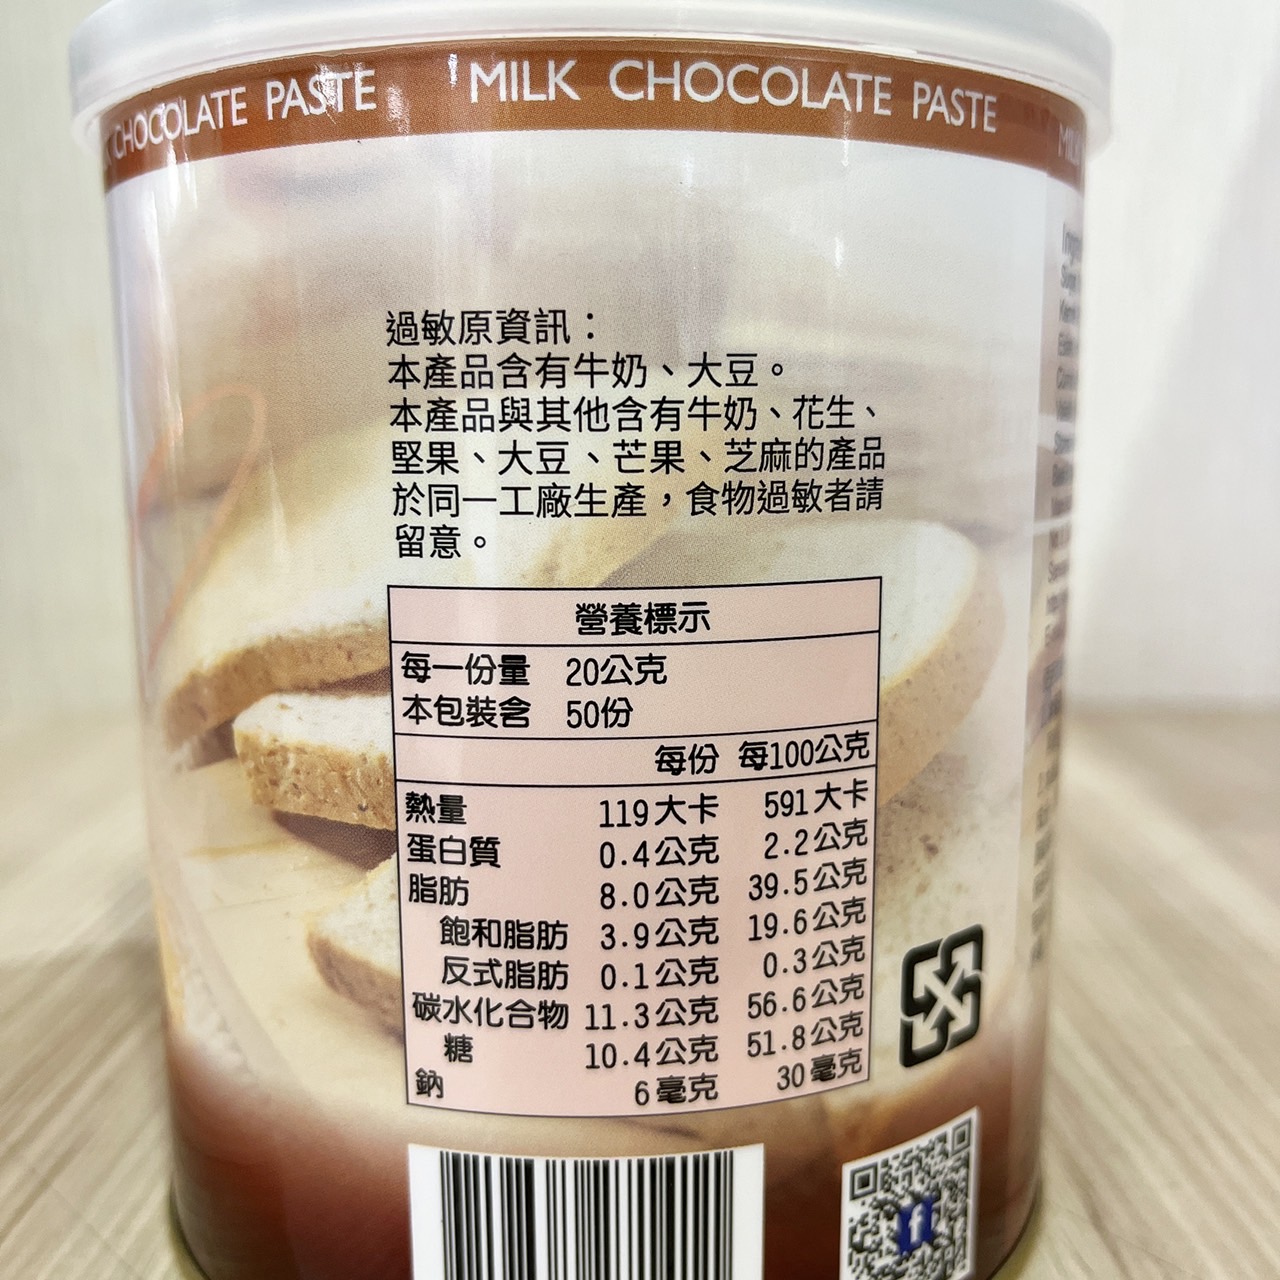 CHOCOLATE PASTE MILK CHOCOLATE PASTE
過敏原資訊：
本產品含有牛奶、大豆。
本產品與其他含有牛奶、花生、
堅果、大豆、芒果、芝麻的產品
於同一工廠生產，食物過敏者請
留意。
營養標示
每一份量 20公克
本包裝含 50份
每份 每100公克
熱量 119大卡 591大卡
蛋白質 0.4公克 2.2公克
脂肪 8.0公克 39.5公克
飽和脂肪 3.9公克 19.6公克
反式脂肪 0.1公克 0.3公克
碳水化合物 11.3公克 56.6公克
糖 10.4公克 51.8公克
鈉 6毫克 30毫克
f